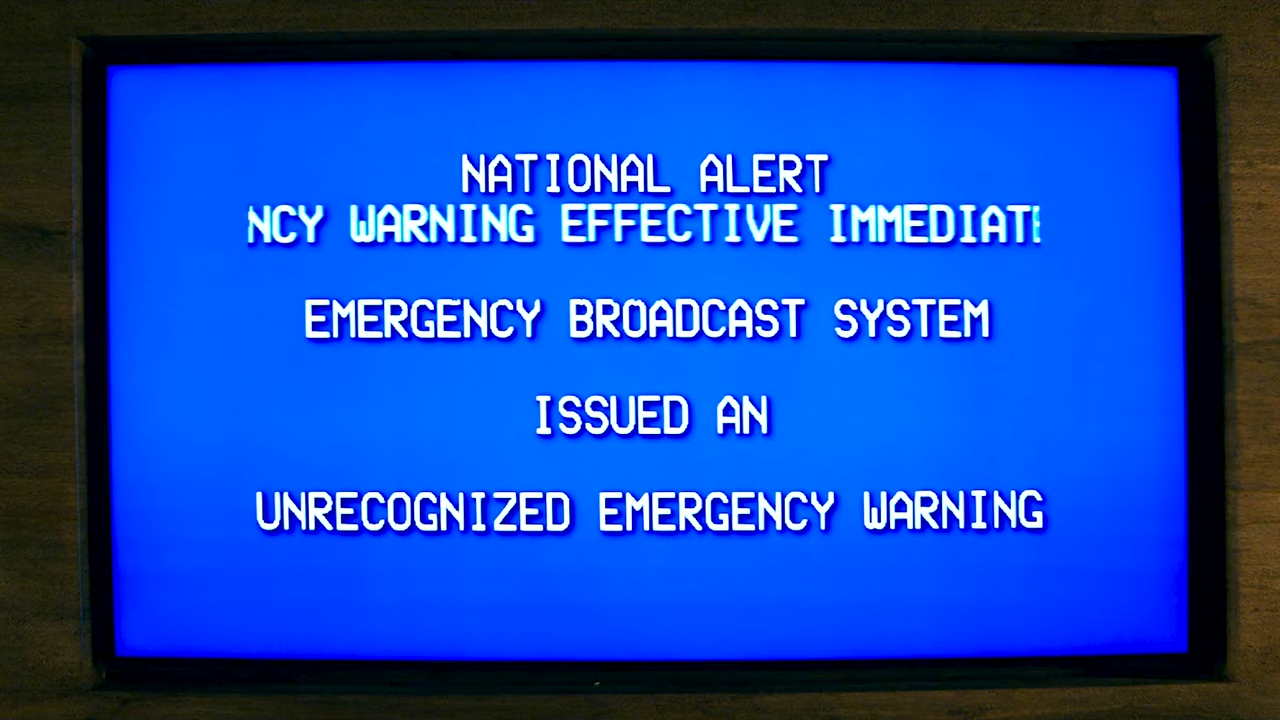 NATIONAL ALERT
NCY WARNING EFFECTIVE IMMEDIATE
EMERGENCY BROADCAST SYSTEM
ISSUED AN
UNRECOGNIZED EMERGENCY WARNING